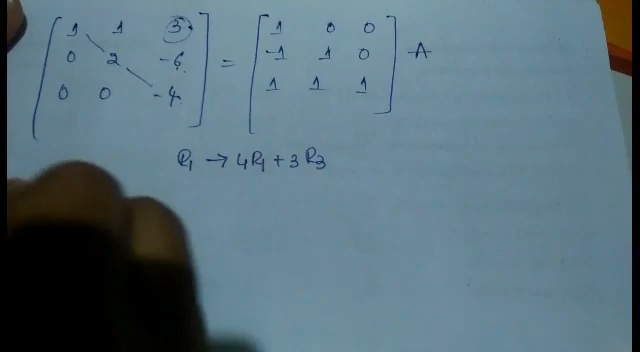 1 1 3 = 1 0 0 A
0 2 -6 -1 1 0
0 0 -4 1 1 1
R1 → 4R1 + 3R3